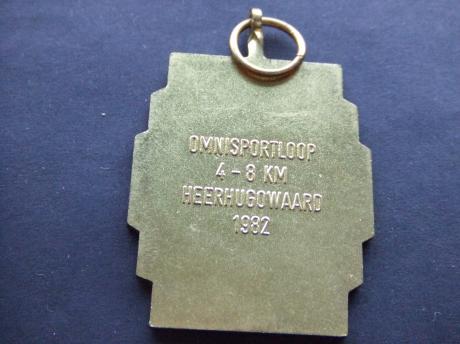 OMNISPORTLOOP
4-8 KM
HEERHUGOWAARD
1982